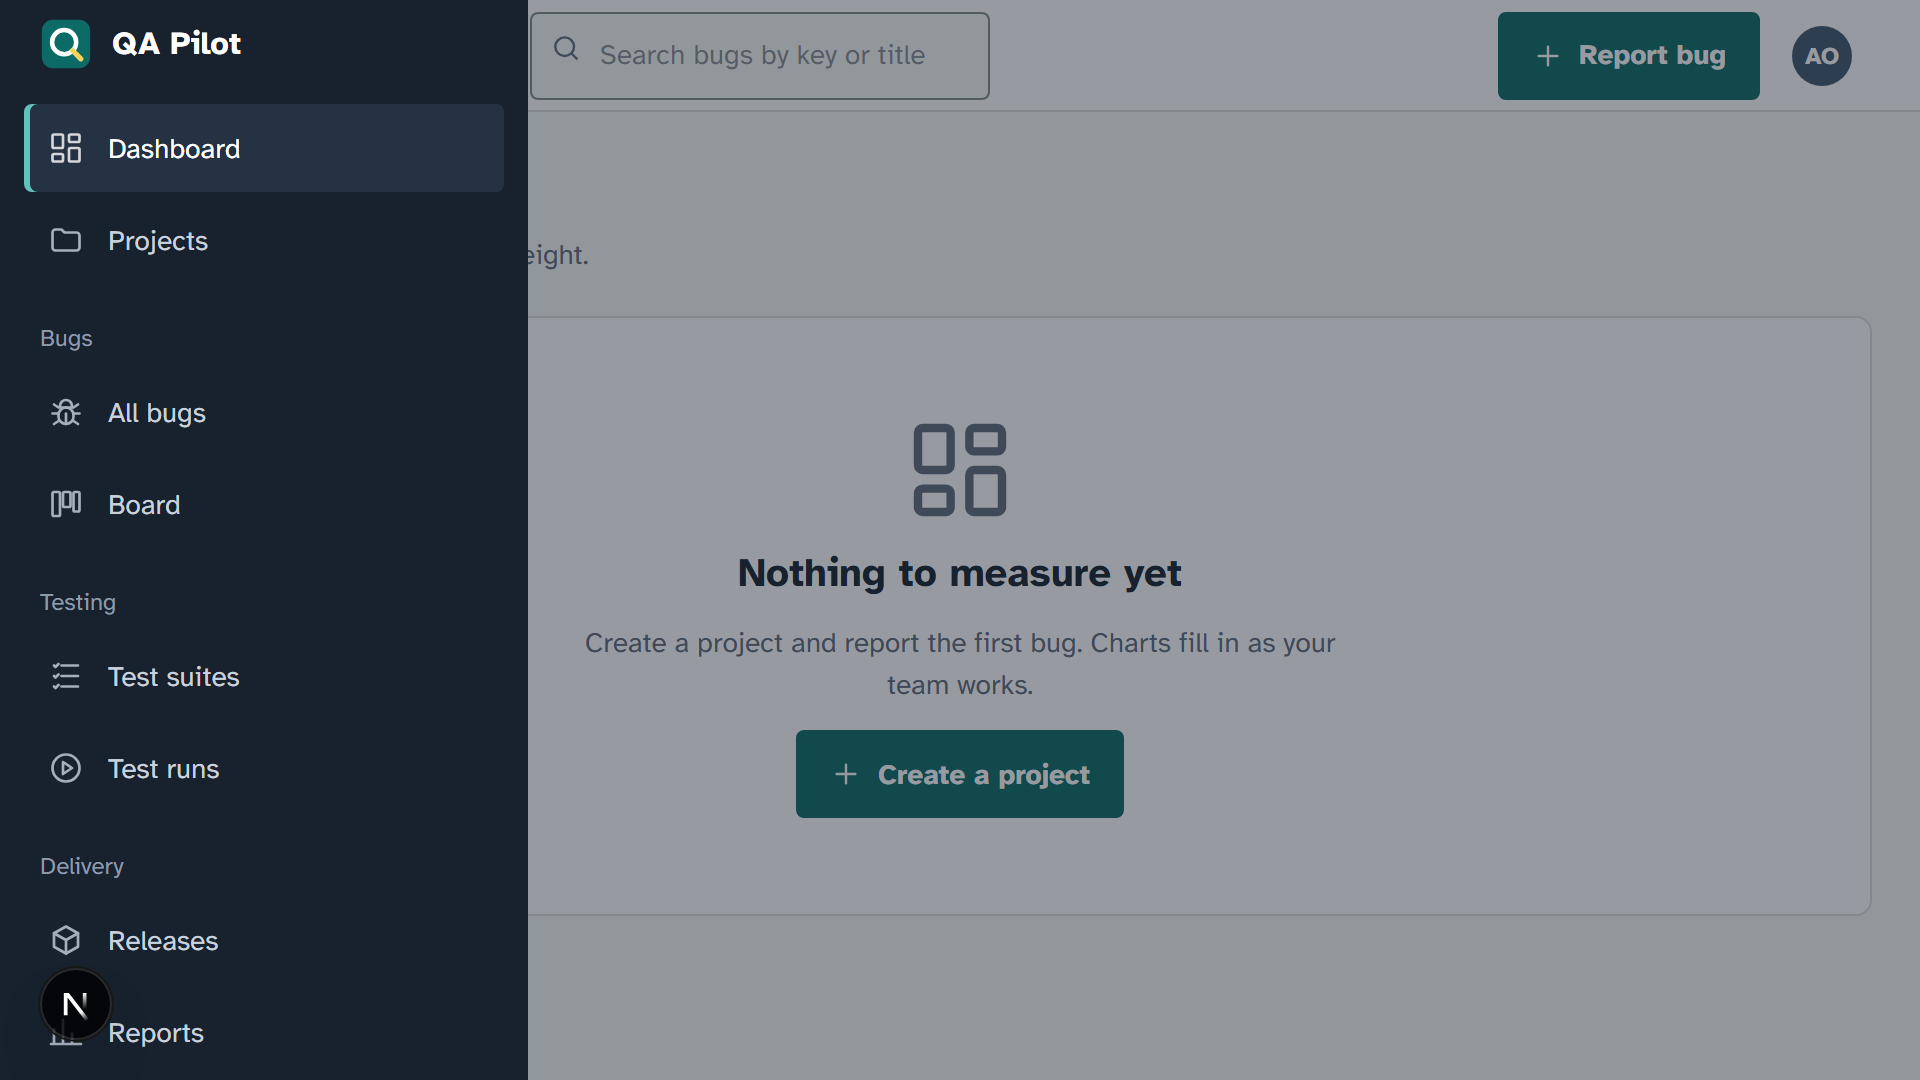 QA Pilot
Search bugs by key or title
Report bug
AO
Dashboard
Projects
eight.
Bugs
All bugs
Board
Nothing to measure yet
Create a project and report the first bug. Charts fill in as your
team works.
Create a project
Testing
Test suites
Test runs
Delivery
Releases
N
Reports